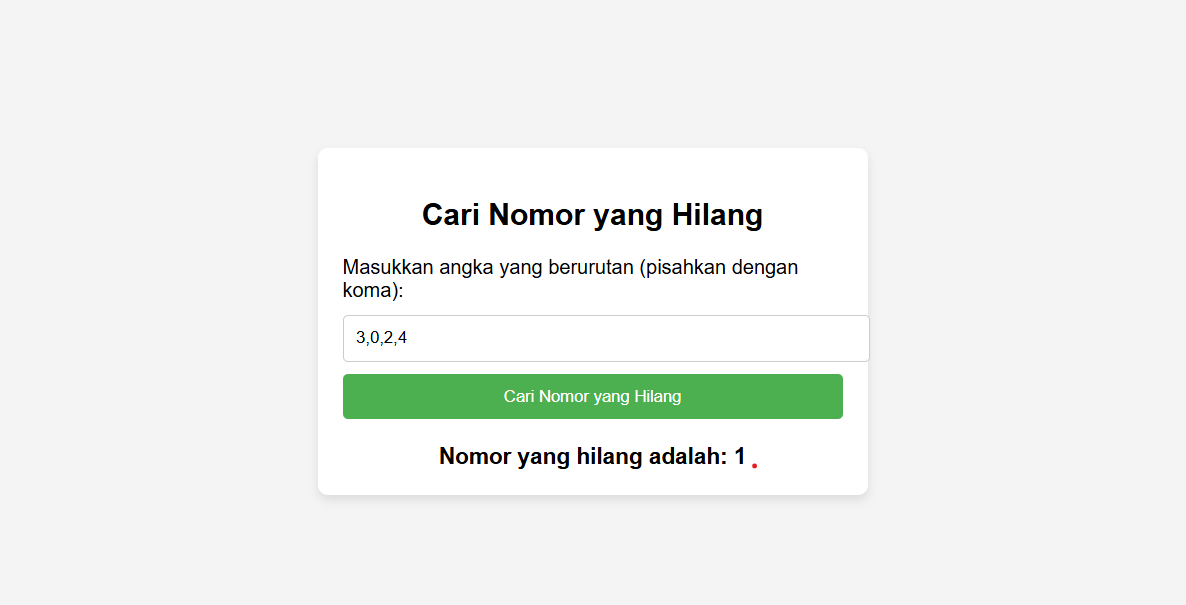 Cari Nomor yang Hilang
Masukkan angka yang berurutan (pisahkan dengan
koma):
3,0,2,4
Cari Nomor yang Hilang
Nomor yang hilang adalah: 1